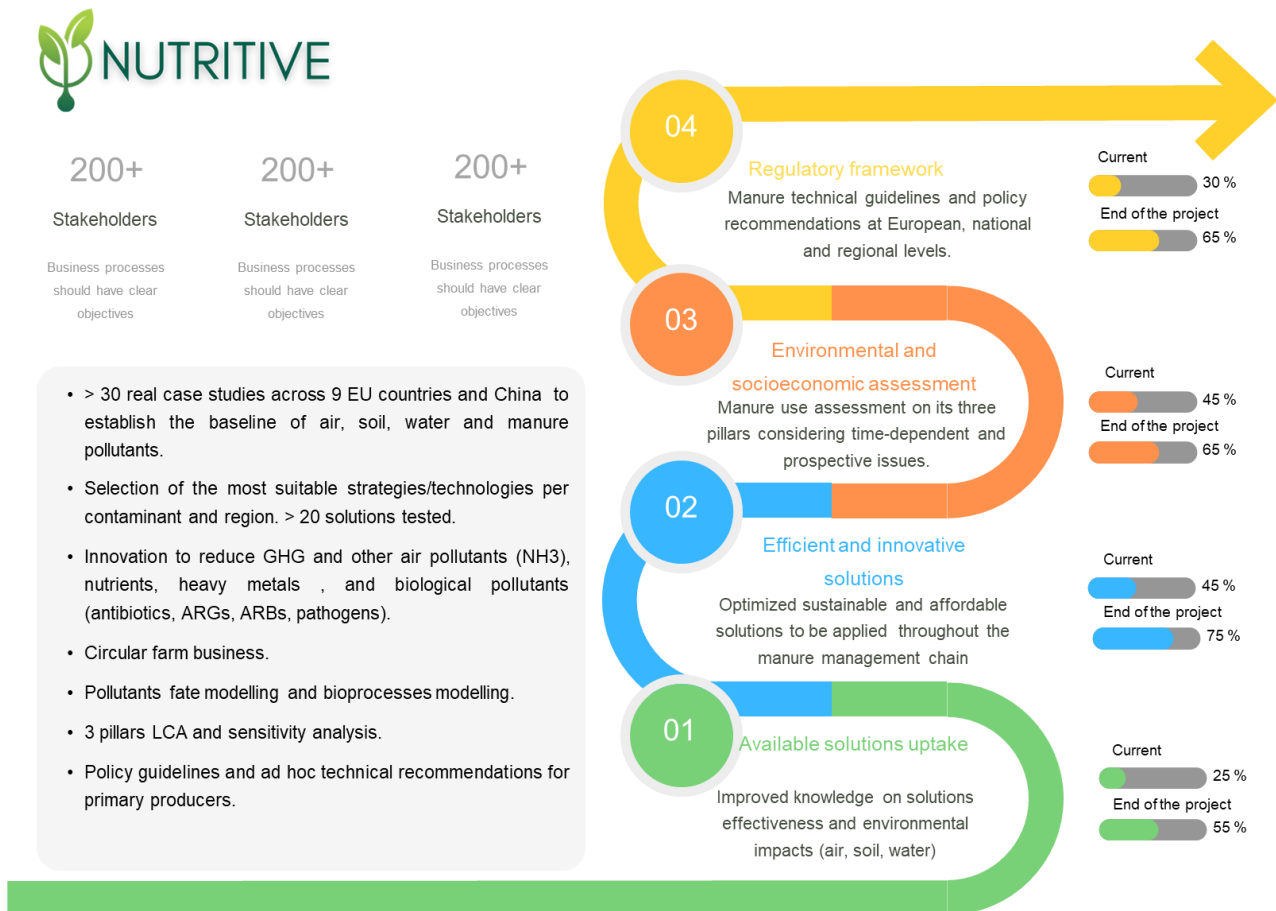 NUTRITIVE
200+
Stakeholders
Business processes
should have clear
objectives
200+
Stakeholders
Business processes
should have clear
objectives
200+
Stakeholders
Business processes
should have clear
objectives
• > 30 real case studies across 9 EU countries and China to
establish the baseline of air, soil, water and manure
pollutants.
• Selection of the most suitable strategies/technologies per
contaminant and region. > 20 solutions tested.
• Innovation to reduce GHG and other air pollutants (NH3),
nutrients, heavy metals , and biological pollutants
(antibiotics, ARGs, ARBs, pathogens).
• Circular farm business.
• Pollutants fate modelling and bioprocesses modelling.
• 3 pillars LCA and sensitivity analysis.
• Policy guidelines and ad hoc technical recommendations for
primary producers.
04
Regulatory framework
Manure technical guidelines and policy
recommendations at European, national
and regional levels.
Current
30 %
End of the project
65 %
03
Environmental and
socioeconomic assessment
Manure use assessment on its three
pillars considering time-dependent and
prospective issues.
Current
45 %
End of the project
65 %
02
Efficient and innovative
solutions
Optimized sustainable and affordable
solutions to be applied throughout the
manure management chain
Current
45 %
End of the project
75 %
01
Available solutions uptake
Improved knowledge on solutions
effectiveness and environmental
impacts (air, soil, water)
Current
25 %
End of the project
55 %